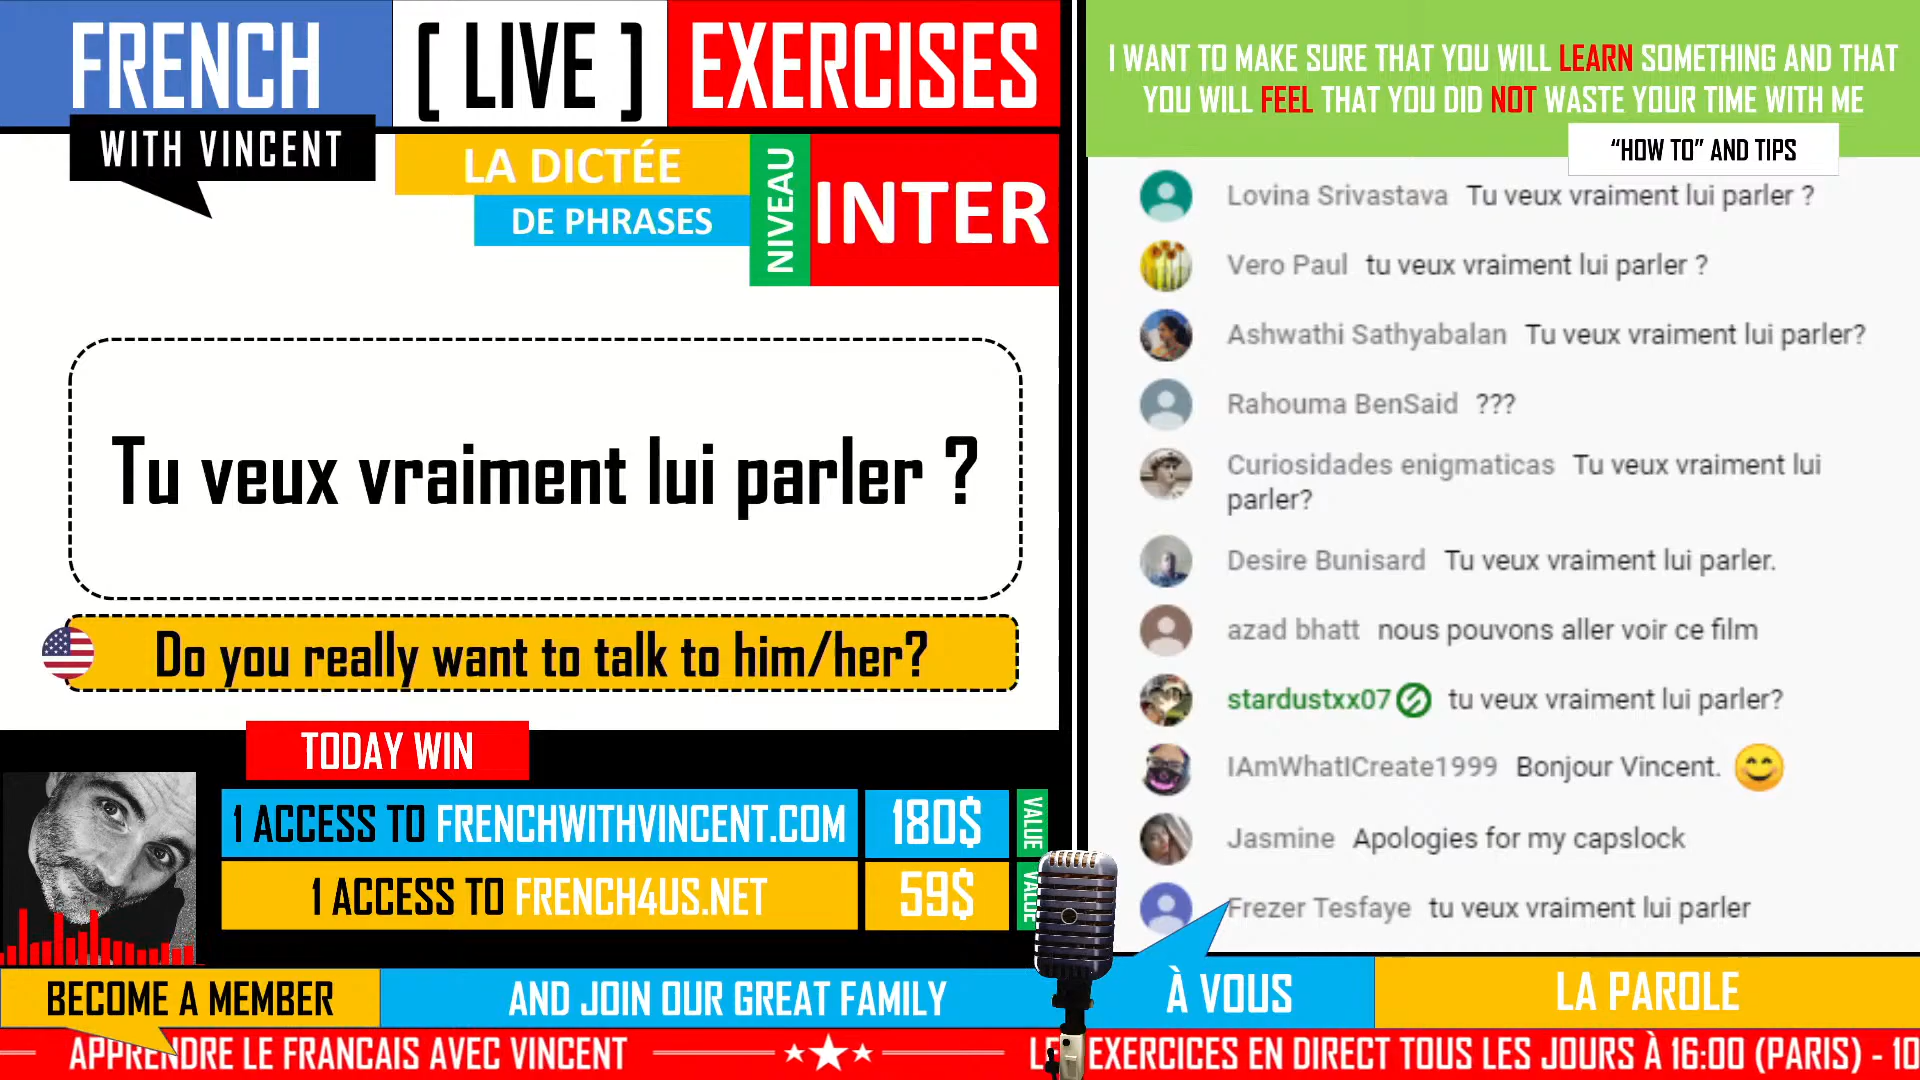 FRENCH
WITH VINCENT
[ LIVE ]
EXERCISES
LA DICTÉE
DE PHRASES
NIVEAU
INTER
Tu veux vraiment lui parler ?
Do you really want to talk to him/her?
TODAY WIN
1 ACCESS TO FRENCHWITHVINCENT.COM
180$
VALUE
1 ACCESS TO FRENCH4US.NET
59$
VALUE
BECOME A MEMBER
AND JOIN OUR GREAT FAMILY
I WANT TO MAKE SURE THAT YOU WILL LEARN SOMETHING AND THAT
YOU WILL FEEL THAT YOU DID NOT WASTE YOUR TIME WITH ME
“HOW TO” AND TIPS
Lovina Srivastava Tu veux vraiment lui parler ?
Vero Paul tu veux vraiment lui parler ?
Ashwathi Sathyabalan Tu veux vraiment lui parler?
Rahouma BenSaid ???
Curiosidades enigmaticas Tu veux vraiment lui
parler?
Desire Bunisard Tu veux vraiment lui parler.
azad bhatt nous pouvons aller voir ce film
stardustxx07 tu veux vraiment lui parler?
IAmWhatICreate1999 Bonjour Vincent. 😊
Jasmine Apologies for my capslock
Frezer Tesfaye tu veux vraiment lui parler
À VOUS
LA PAROLE
APPRENDRE LE FRANCAIS AVEC VINCENT
EXERCICES EN DIRECT TOUS LES JOURS À 16:00 (PARIS) - 10